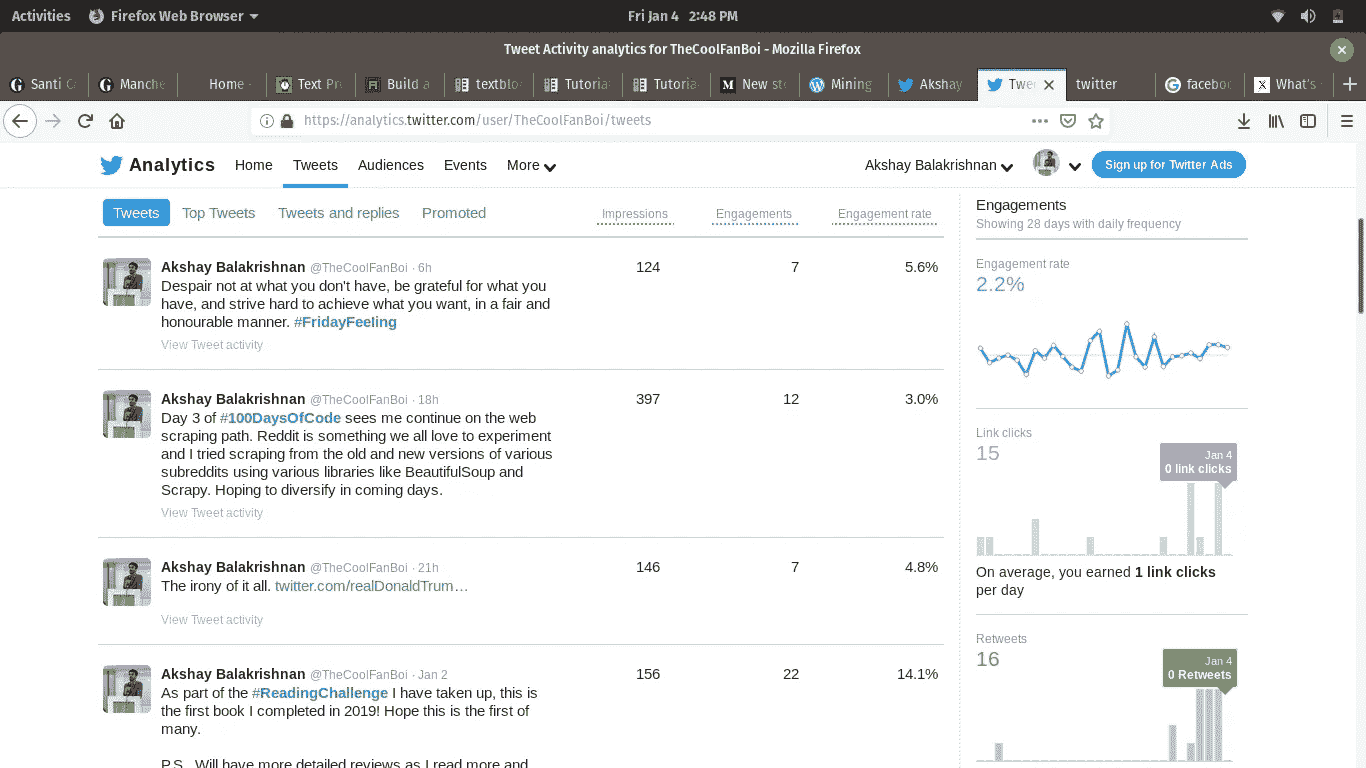 Activities Firefox Web Browser Fri Jan 4 2:48 PM
Tweet Activity analytics for TheCoolFanBoi - Mozilla Firefox
Santi Manche Home Text Pr Build a textblo Tutoria Tutoria New st Mining Akshay Twe twitter facebo What's
https://analytics.twitter.com/user/TheCoolFanBoi/tweets
Analytics Home Tweets Audiences Events More Akshay Balakrishnan Sign up for Twitter Ads
Tweets Top Tweets Tweets and replies Promoted Impressions Engagements Engagement rate
Akshay Balakrishnan @TheCoolFanBoi · 6h 124 7 5.6%
Despair not at what you don't have, be grateful for what you
have, and strive hard to achieve what you want, in a fair and
honourable manner. #FridayFeeling
View Tweet activity
Akshay Balakrishnan @TheCoolFanBoi · 18h 397 12 3.0%
Day 3 of #100DaysOfCode sees me continue on the web
scraping path. Reddit is something we all love to experiment
and I tried scraping from the old and new versions of various
subreddits using various libraries like BeautifulSoup and
Scrapy. Hoping to diversify in coming days.
View Tweet activity
Akshay Balakrishnan @TheCoolFanBoi · 21h 146 7 4.8%
The irony of it all. twitter.com/realDonaldTrum…
View Tweet activity
Akshay Balakrishnan @TheCoolFanBoi · Jan 2 156 22 14.1%
As part of the #ReadingChallenge I have taken up, this is
the first book I completed in 2019! Hope this is the first of
many.
P.S.. Will have more detailed reviews as I read more and
Engagements
Showing 28 days with daily frequency
Engagement rate
2.2%
Link clicks
15
Jan 4
0 link clicks
On average, you earned 1 link clicks
per day
Retweets
16
Jan 4
0 Retweets